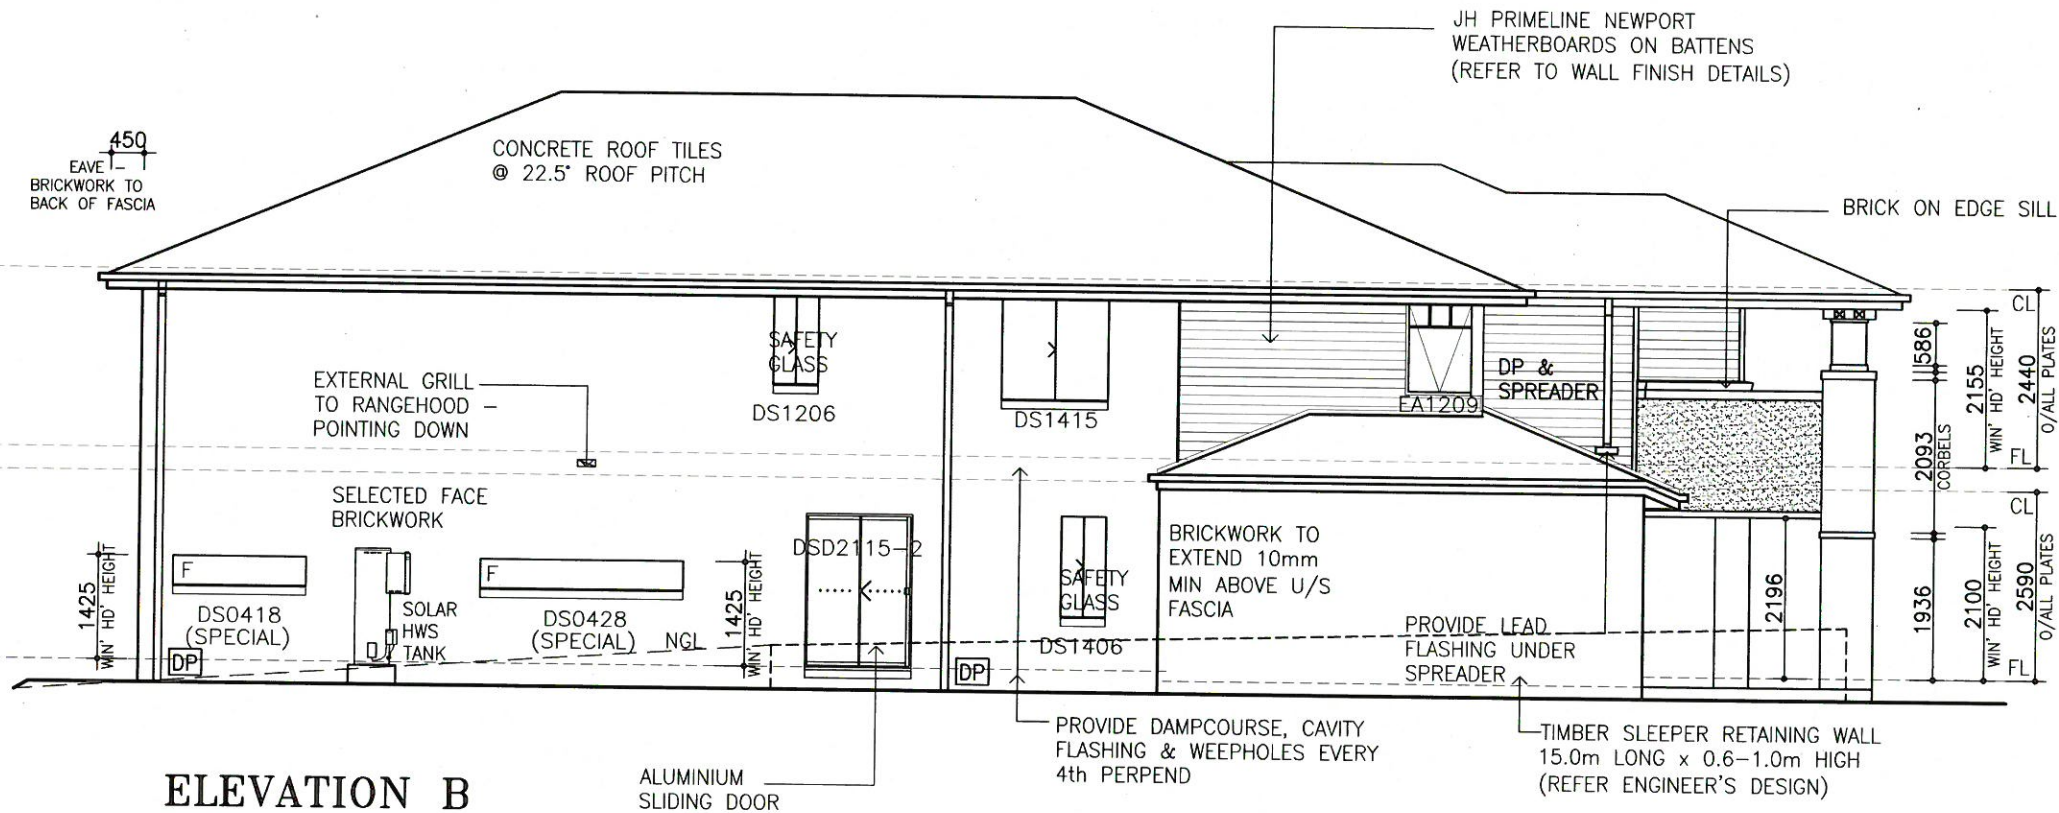 JH PRIMELINE NEWPORT
WEATHERBOARDS ON BATTENS
(REFER TO WALL FINISH DETAILS)
CONCRETE ROOF TILES
@ 22.5° ROOF PITCH
450
EAVE -
BRICKWORK TO
BACK OF FASCIA
BRICK ON EDGE SILL
SAFETY
GLASS
DS1206
DS1415
EA1209
DP &
SPREADER
EXTERNAL GRILL
TO RANGEHOOD -
POINTING DOWN
SELECTED FACE
BRICKWORK
586
2093
CORBELS
2155
WIN' HD' HEIGHT
2440
O/ALL PLATES
CL
FL
1425
WIN' HD' HEIGHT
F
DS0418
(SPECIAL)
DP
SOLAR
HWS
TANK
F
DS0428
(SPECIAL)
NGL
1425
WIN' HD' HEIGHT
DSD2115-2
DP
SAFETY
GLASS
DS1406
BRICKWORK TO
EXTEND 10mm
MIN ABOVE U/S
FASCIA
PROVIDE LEAD
FLASHING UNDER
SPREADER
2196
1936
2100
WIN' HD' HEIGHT
2590
O/ALL PLATES
CL
FL
PROVIDE DAMPCOURSE, CAVITY
FLASHING & WEEPHOLES EVERY
4th PERPEND
TIMBER SLEEPER RETAINING WALL
15.0m LONG x 0.6-1.0m HIGH
(REFER ENGINEER'S DESIGN)
ALUMINIUM
SLIDING DOOR
ELEVATION B